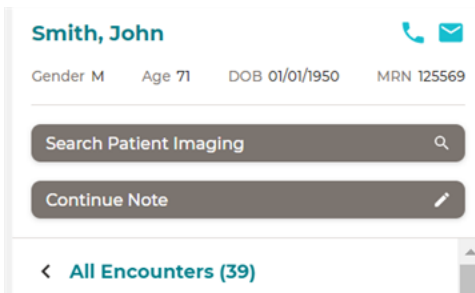 Smith, John
Gender M Age 71 DOB 01/01/1950 MRN 125569
Search Patient Imaging
Continue Note
All Encounters (39)